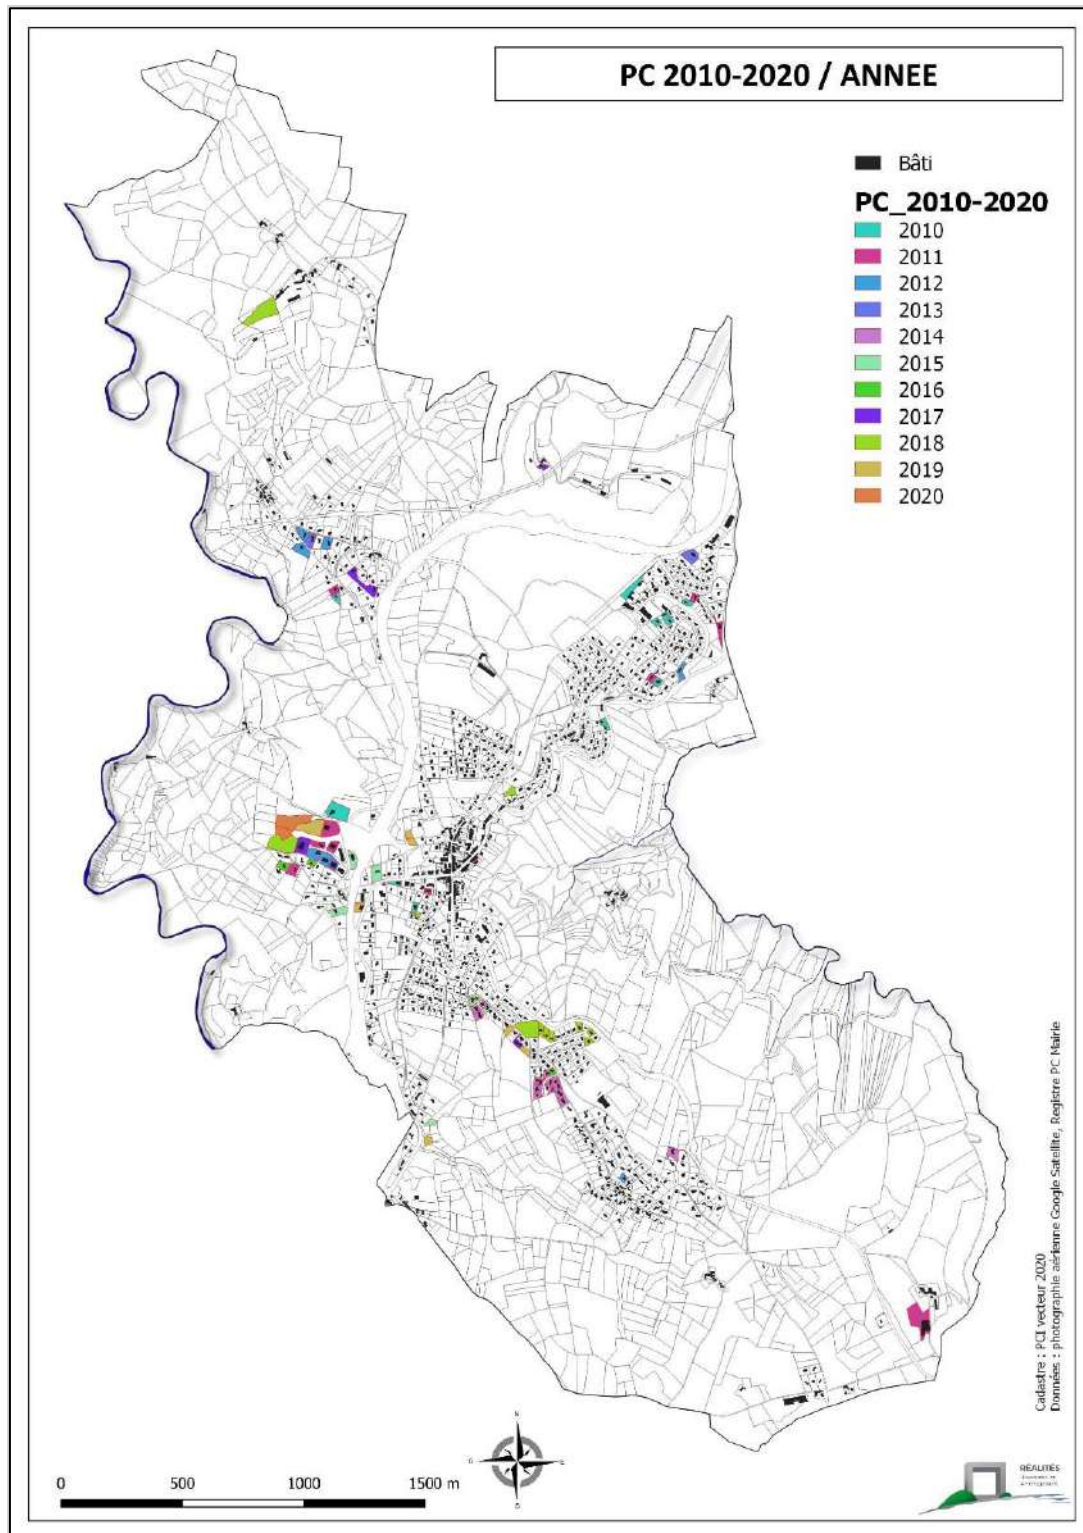 PC 2010-2020 / ANNEE
Bâti
PC_2010-2020
2010
2011
2012
2013
2014
2015
2016
2017
2018
2019
2020
Cadastre : PCI vecteur 2020
Données : photographie aérienne Google Satellite, Registre PC Mairie
N
E
S
O
0 500 1000 1500 m
RÉALITÉS